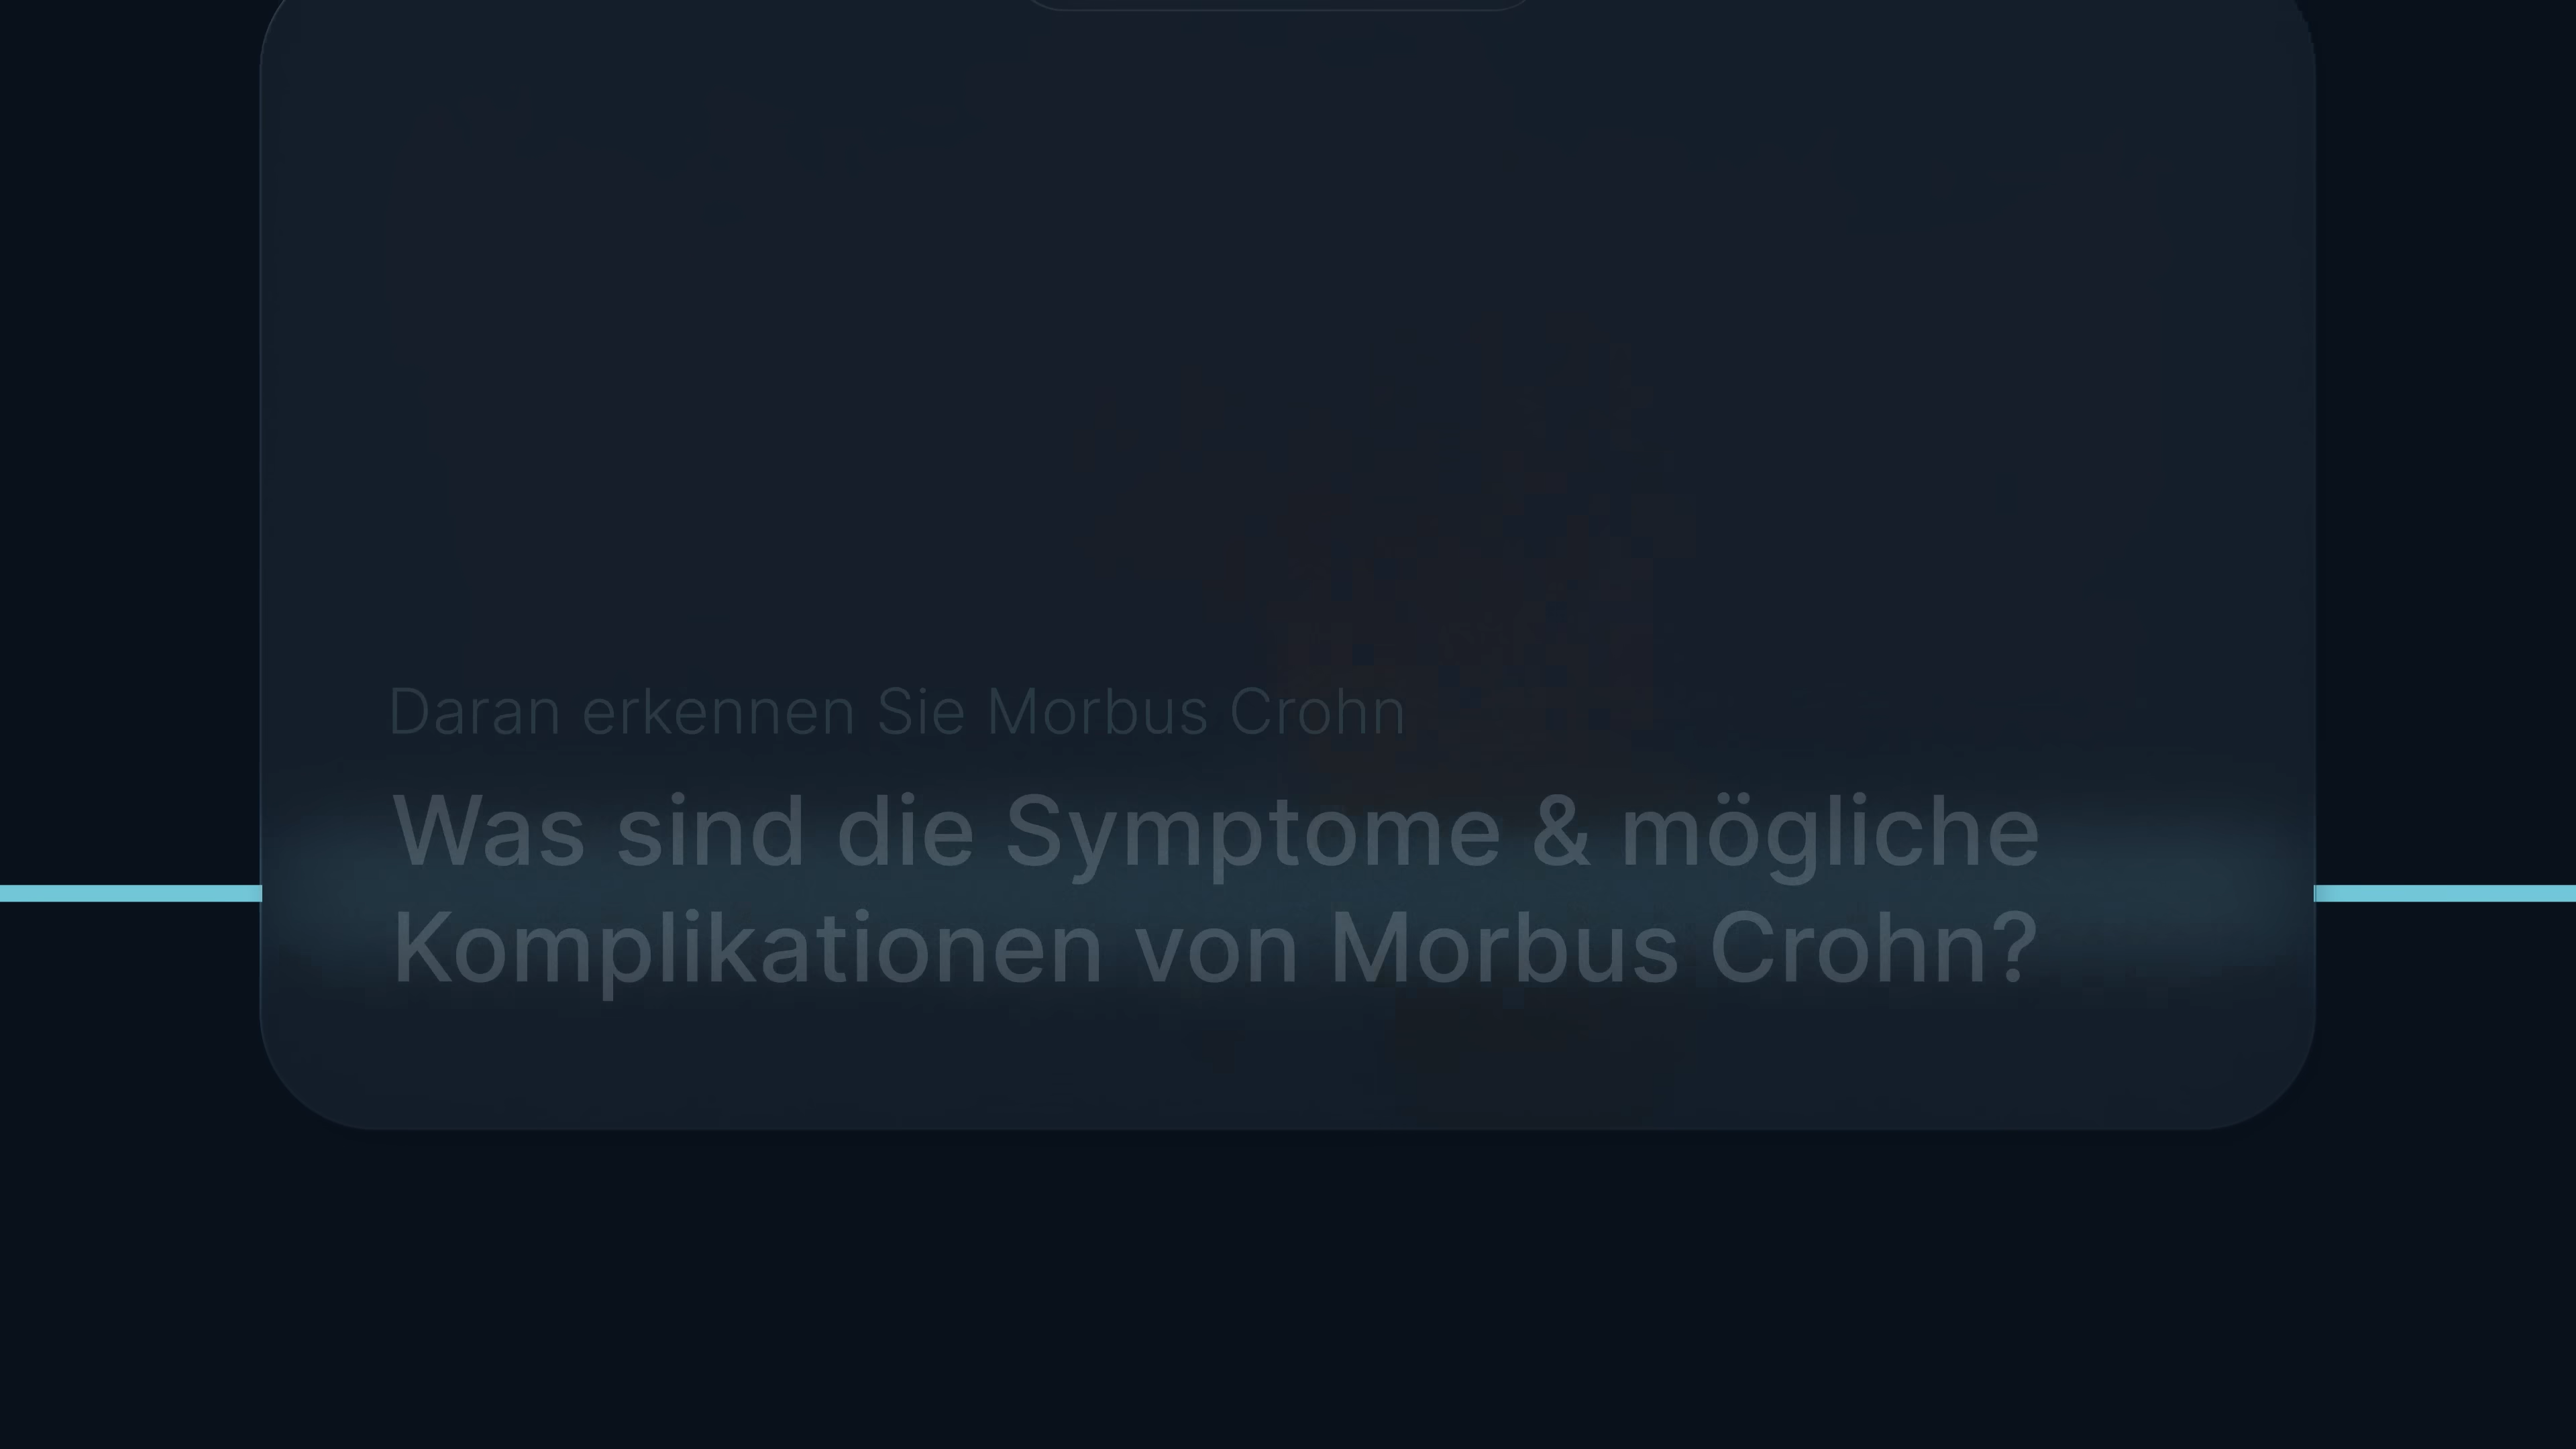 Daran erkennen Sie Morbus Crohn
Was sind die Symptome & mögliche
Komplikationen von Morbus Crohn?